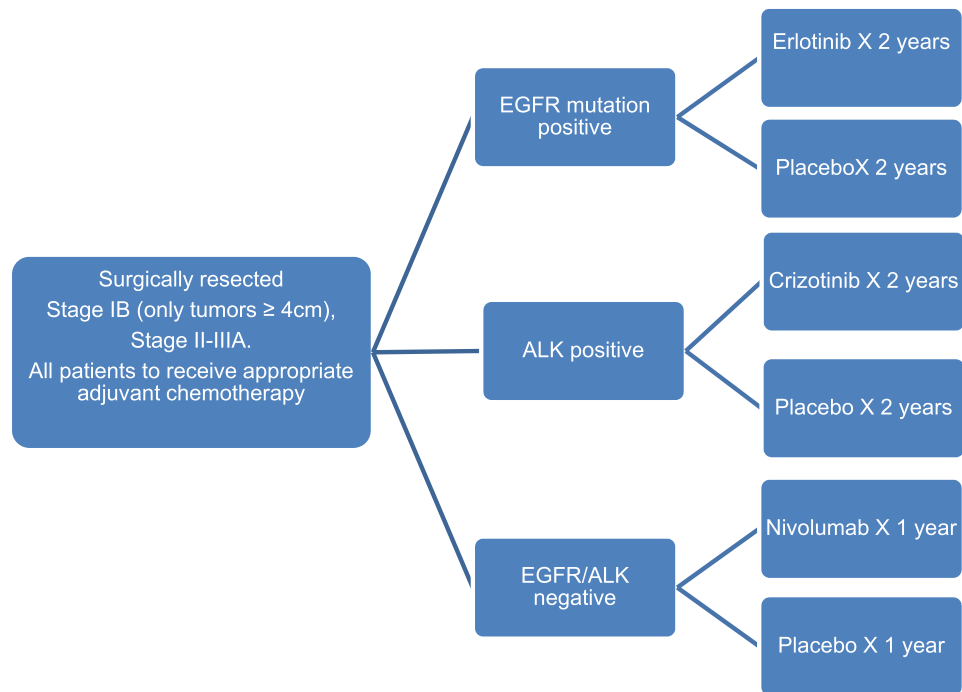 Surgically resected
Stage IB (only tumors ≥ 4cm),
Stage II-IIIA.
All patients to receive appropriate
adjuvant chemotherapy
EGFR mutation
positive
Erlotinib X 2 years
PlaceboX 2 years
ALK positive
Crizotinib X 2 years
Placebo X 2 years
EGFR/ALK
negative
Nivolumab X 1 year
Placebo X 1 year